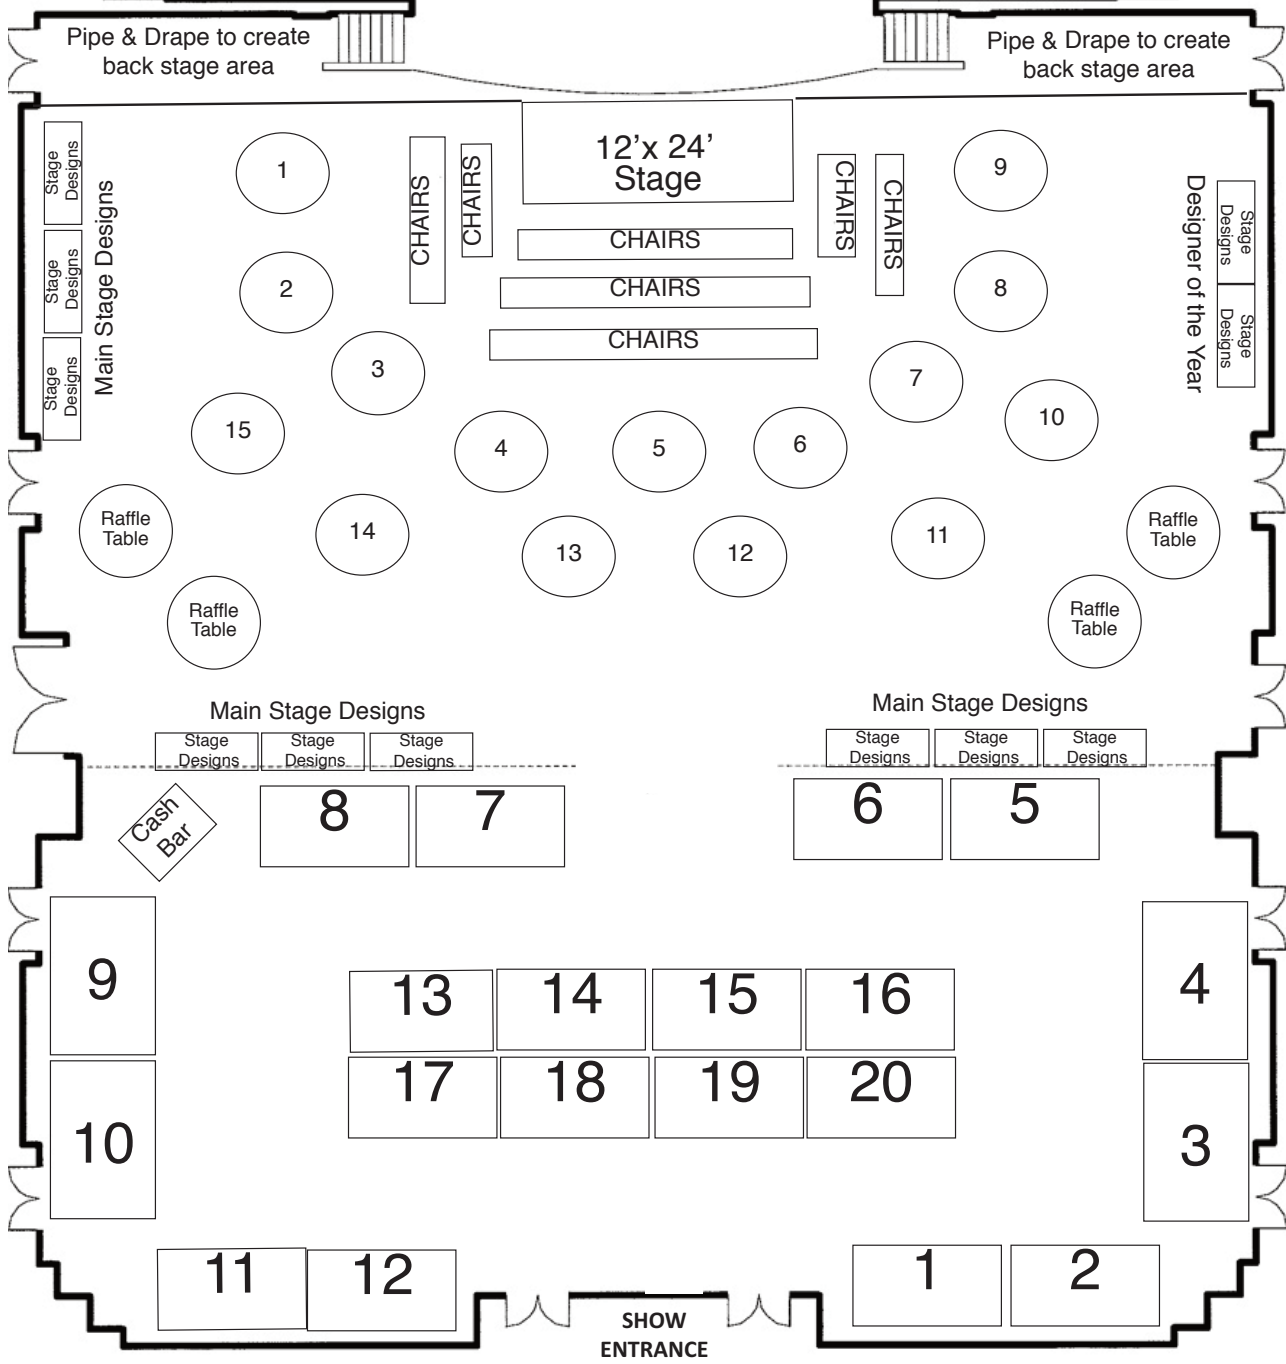 Pipe & Drape to create
back stage area
Pipe & Drape to create
back stage area
12’x 24’
Stage
Stage
Designs
Stage
Designs
Stage
Designs
Main Stage Designs
CHAIRS
CHAIRS
CHAIRS
CHAIRS
CHAIRS
CHAIRS
CHAIRS
Designer of the Year
Stage
Designs
Stage
Designs
1
2
3
15
4
5
6
7
8
9
10
14
13
12
11
Raffle
Table
Raffle
Table
Raffle
Table
Raffle
Table
Main Stage Designs
Stage
Designs
Stage
Designs
Stage
Designs
Main Stage Designs
Stage
Designs
Stage
Designs
Stage
Designs
Cash
Bar
8
7
6
5
9
4
13
14
15
16
17
18
19
20
10
3
11
12
1
2
SHOW
ENTRANCE